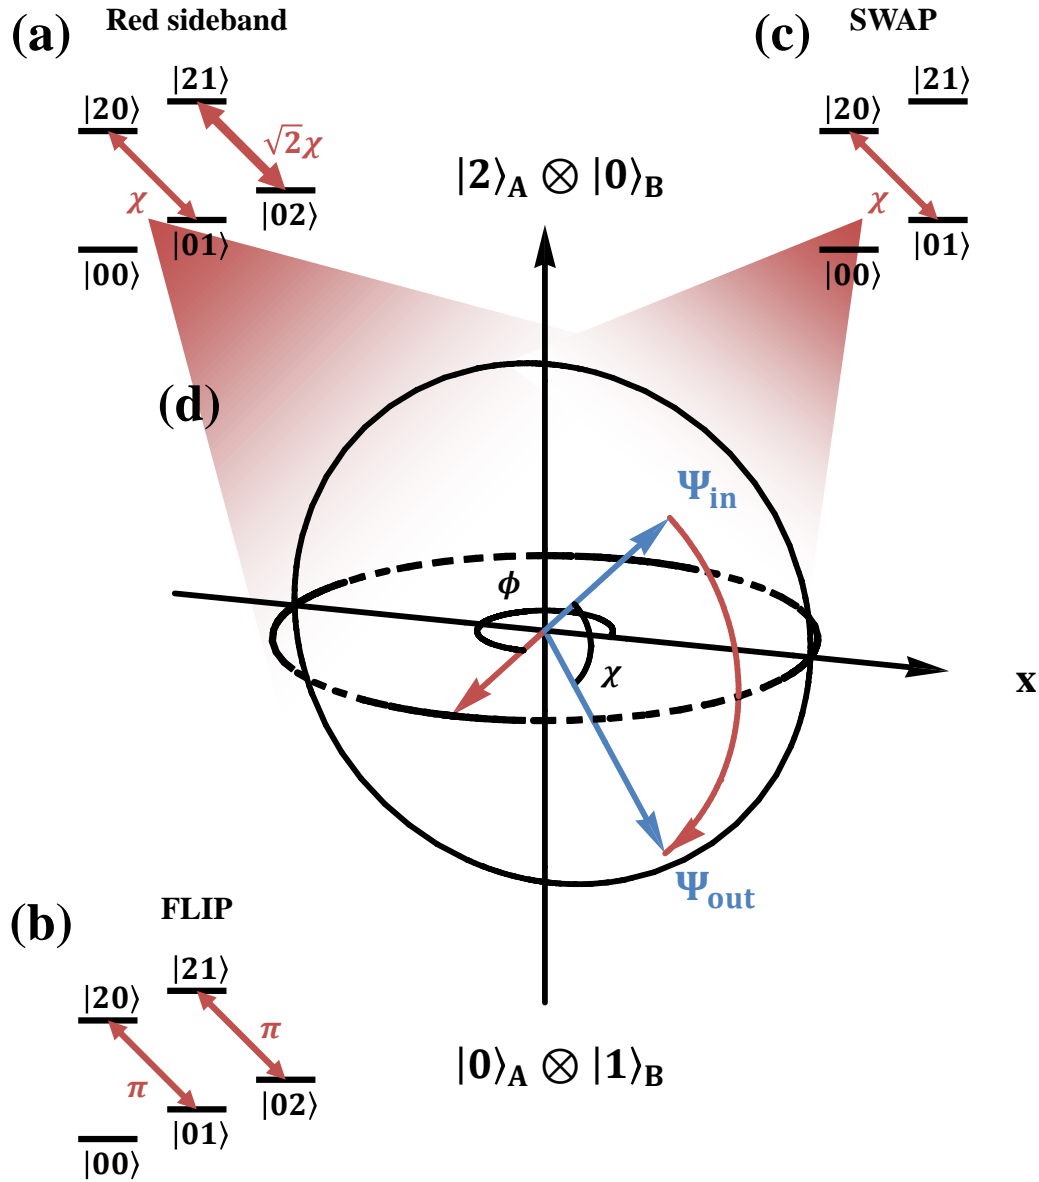 (a) Red sideband
|21⟩
|20⟩
√2χ
χ
|02⟩
|01⟩
|00⟩
(c) SWAP
|21⟩
|20⟩
χ
|01⟩
|00⟩
|2⟩A ⊗ |0⟩B
(d)
Ψin
ϕ
χ
x
Ψout
|0⟩A ⊗ |1⟩B
(b) FLIP
|21⟩
|20⟩
π
π
|02⟩
|01⟩
|00⟩